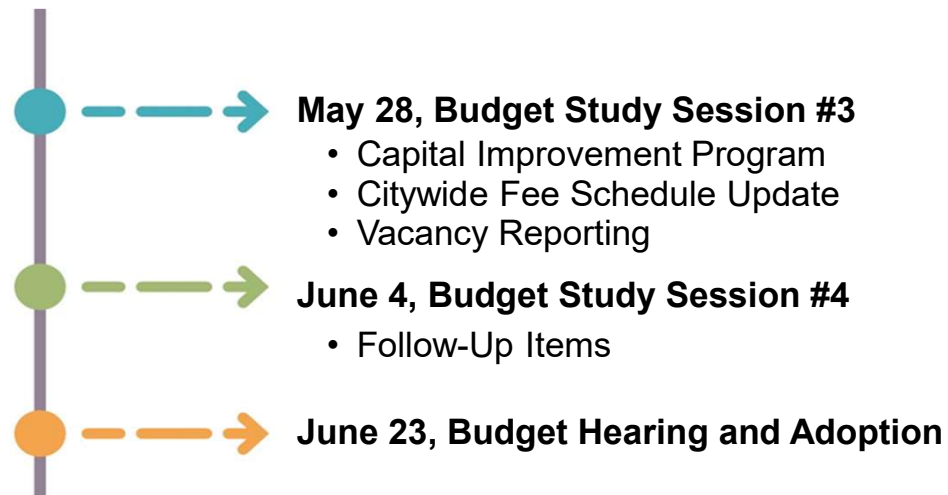 May 28, Budget Study Session #3
• Capital Improvement Program
• Citywide Fee Schedule Update
• Vacancy Reporting
June 4, Budget Study Session #4
• Follow-Up Items
June 23, Budget Hearing and Adoption